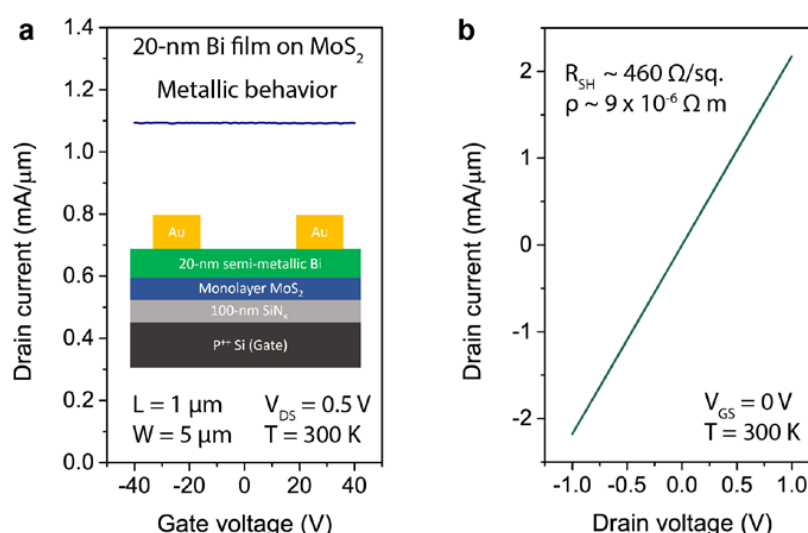 a
20-nm Bi film on MoS₂
Metallic behavior
Au Au
20-nm semi-metallic Bi
Monolayer MoS₂
100-nm SiNₓ
P⁺⁺ Si (Gate)
L = 1 μm V_DS = 0.5 V
W = 5 μm T = 300 K
Drain current (mA/μm)
1.4
1.2
1.0
0.8
0.6
0.4
0.2
0.0
-40 -20 0 20 40
Gate voltage (V)
b
R_SH ~ 460 Ω/sq.
ρ ~ 9 x 10⁻⁶ Ω m
V_GS = 0 V
T = 300 K
Drain current (mA/μm)
2
1
0
-1
-2
-1.0 -0.5 0.0 0.5 1.0
Drain voltage (V)